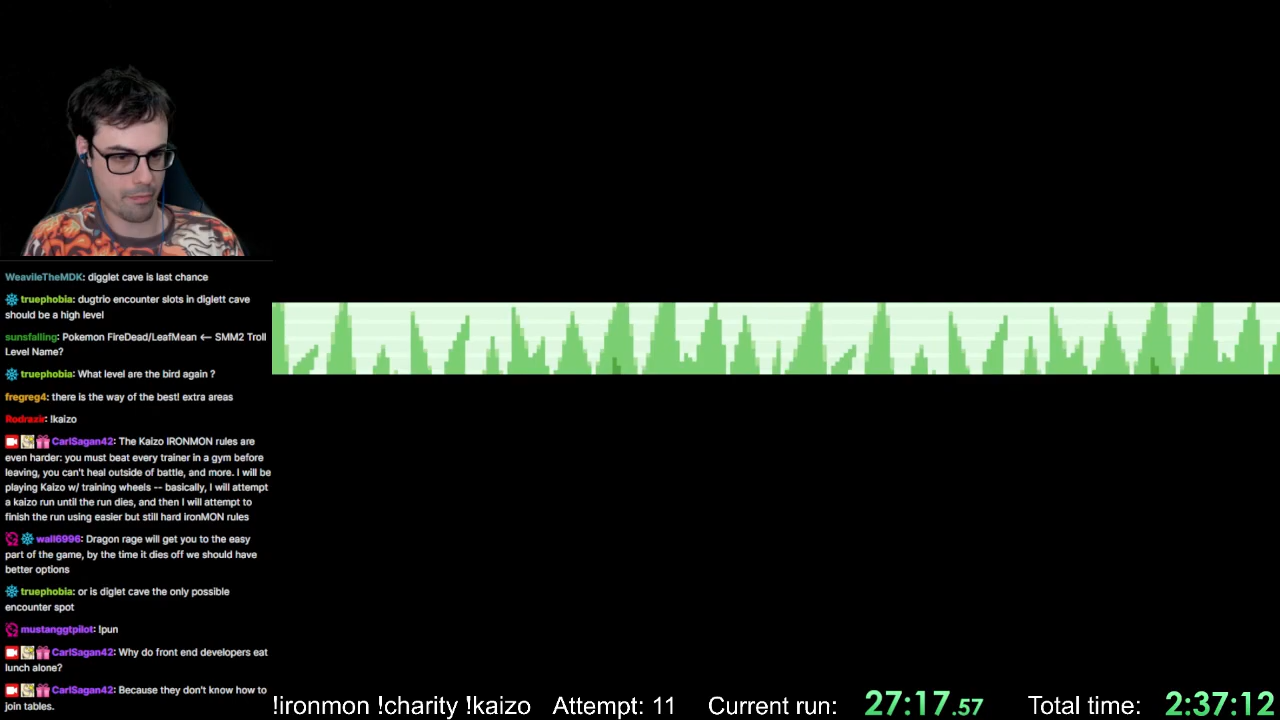 WeavileTheMDK: digglet cave is last chance
truephobia: dugtrio encounter slots in diglett cave
should be a high level
sunsfalling: Pokemon FireDead/LeafMean <-- SMM2 Troll
Level Name?
truephobia: What level are the bird again ?
fregreg4: there is the way of the best! extra areas
Rodrazir: !kaizo
CarlSagan42: The Kaizo IRONMON rules are
even harder: you must beat every trainer in a gym before
leaving, you can't heal outside of battle, and more. I will be
playing Kaizo w/ training wheels -- basically, I will attempt
a kaizo run until the run dies, and then I will attempt to
finish the run using easier but still hard ironMON rules
wall6996: Dragon rage will get you to the easy
part of the game, by the time it dies off we should have
better options
truephobia: or is diglet cave the only possible
encounter spot
mustanggtpilot: !pun
CarlSagan42: Why do front end developers eat
lunch alone?
CarlSagan42: Because they don't know how to
join tables.
!ironmon !charity !kaizo Attempt: 11 Current run: 27:17.57 Total time: 2:37:12